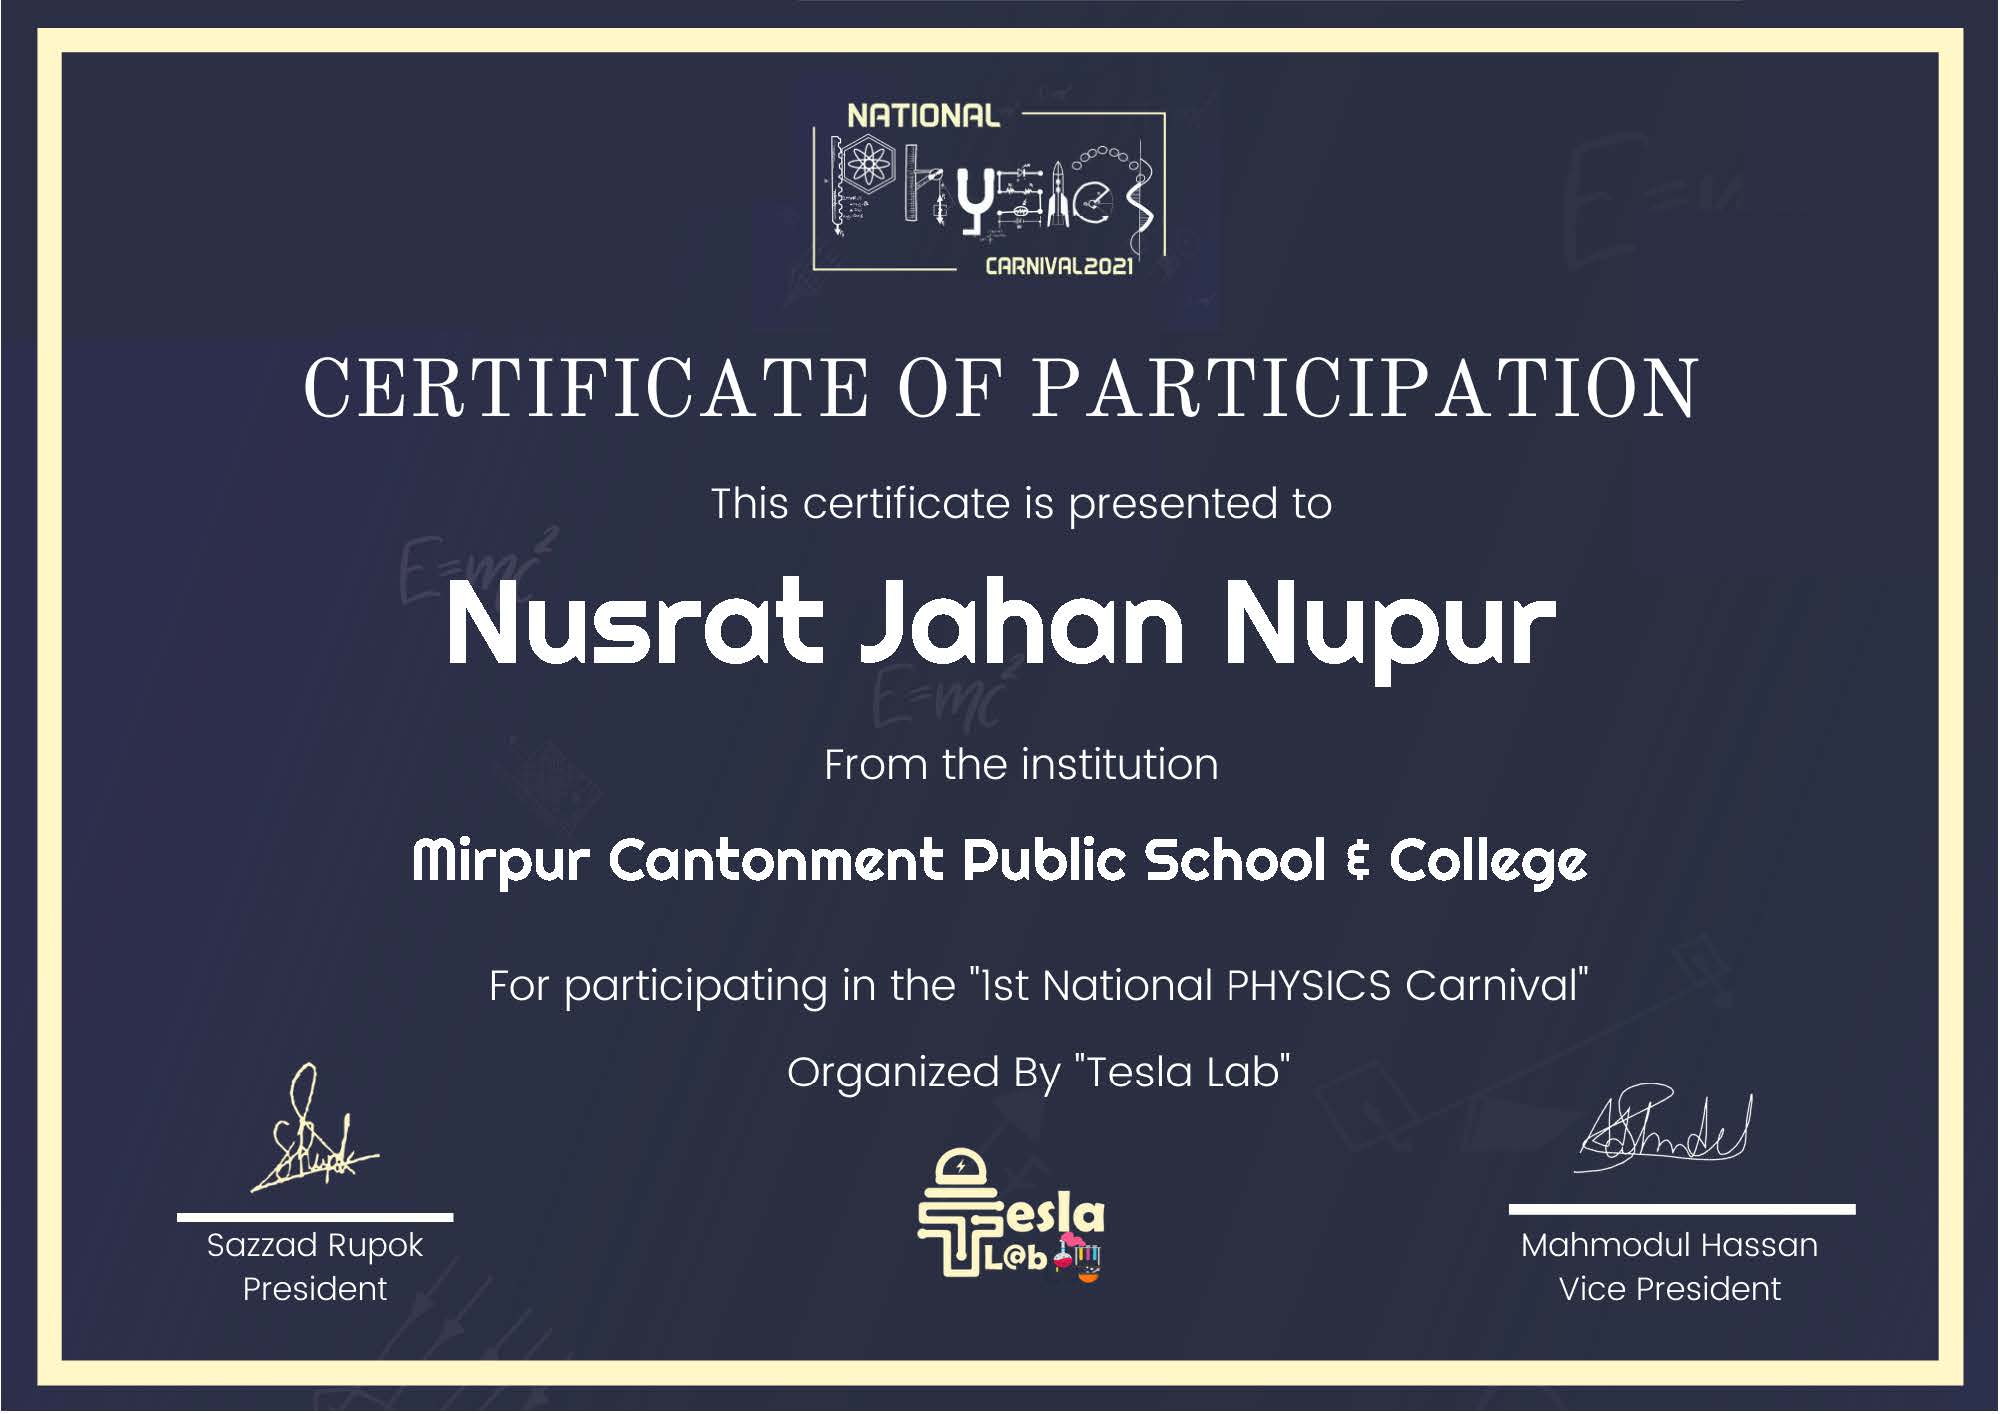 NATIONAL
Physics
CARNIVAL2021
CERTIFICATE OF PARTICIPATION
This certificate is presented to
E=mc²
Nusrat Jahan Nupur
E=mc²
From the institution
Mirpur Cantonment Public School & College
For participating in the "1st National PHYSICS Carnival"
Organized By "Tesla Lab"
Tesla
L@b
Sazzad Rupok
President
Mahmodul Hassan
Vice President